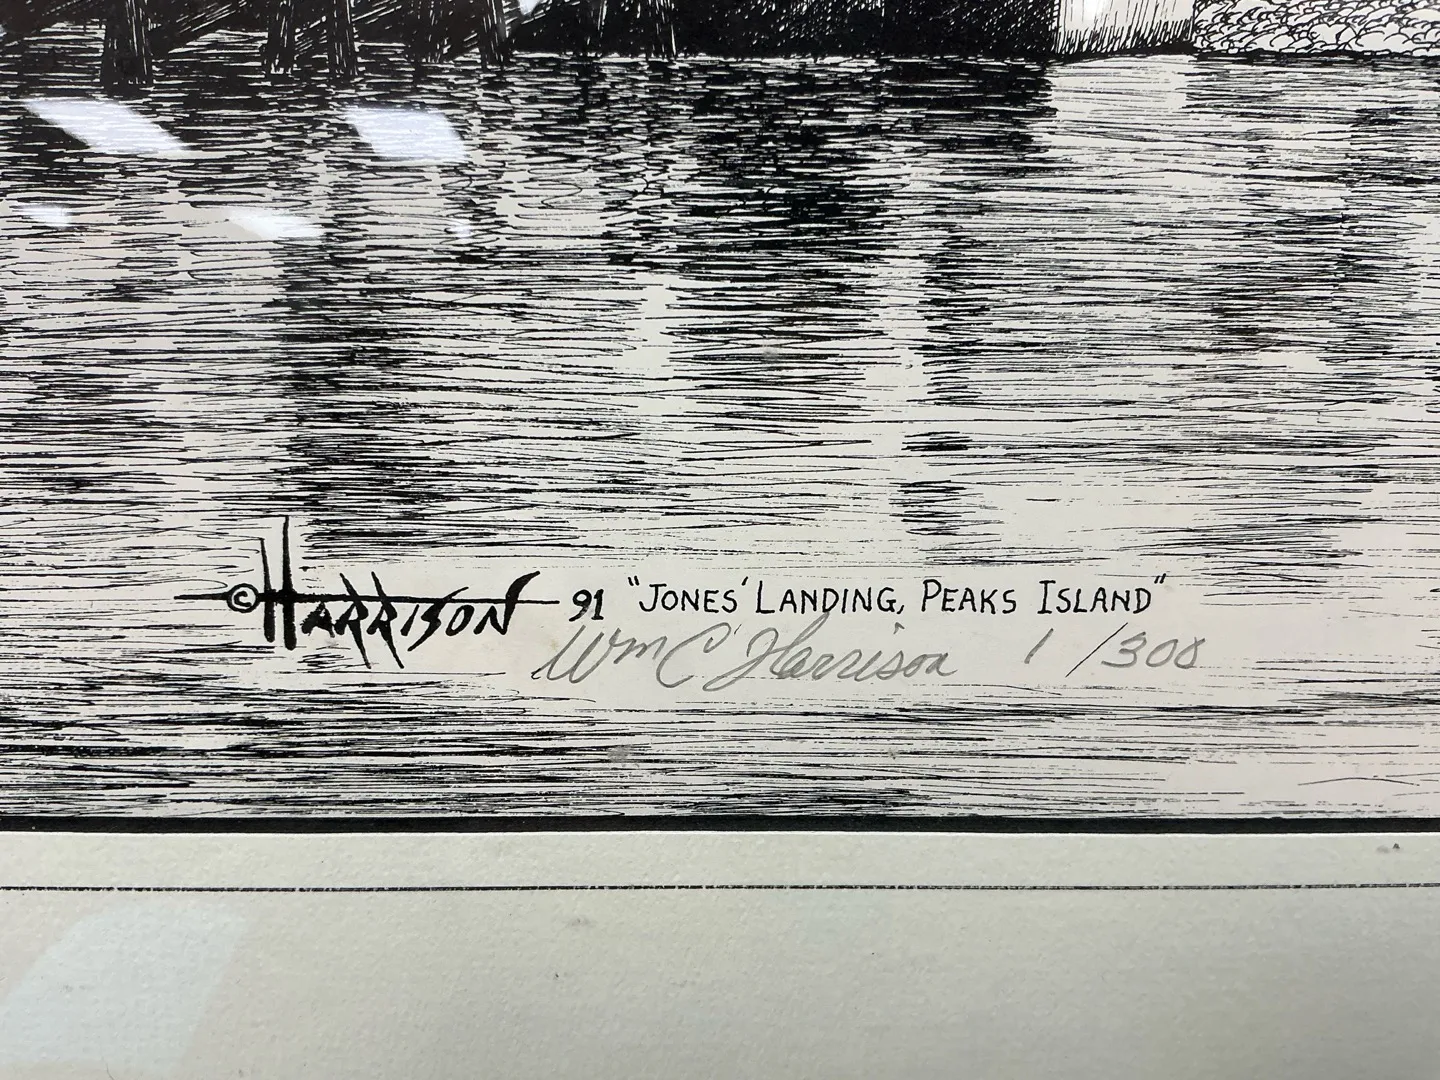 © HARRISON 91 "JONES' LANDING, PEAKS ISLAND"
Wm C Harrison 1/300